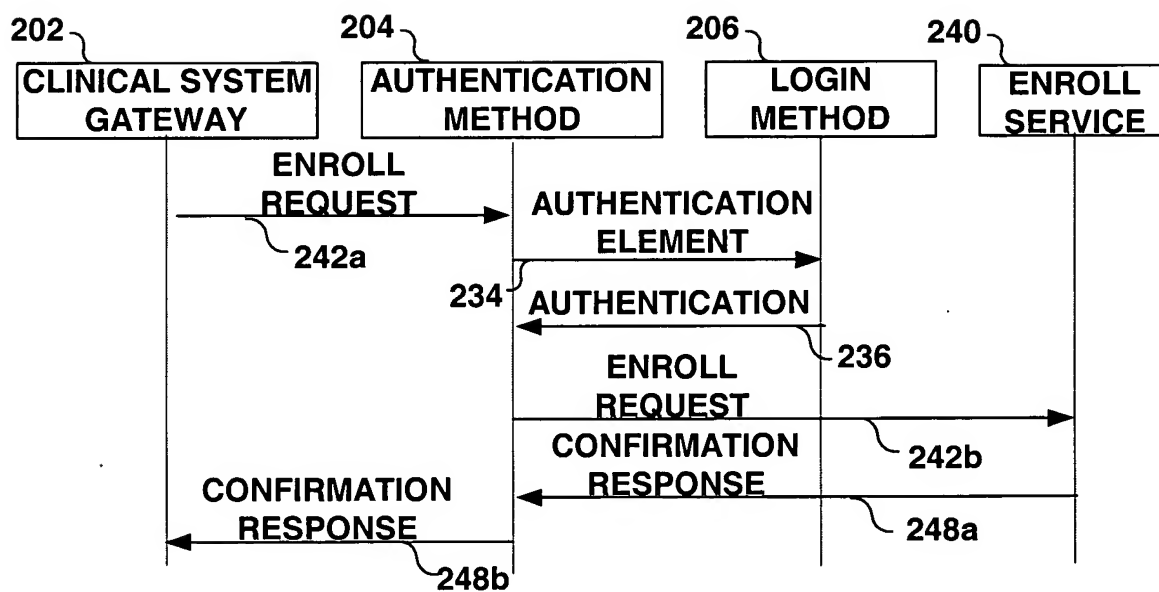 202
204
206
240
CLINICAL SYSTEM
GATEWAY
AUTHENTICATION
METHOD
LOGIN
METHOD
ENROLL
SERVICE
ENROLL
REQUEST
242a
AUTHENTICATION
ELEMENT
234
AUTHENTICATION
236
ENROLL
REQUEST
242b
CONFIRMATION
RESPONSE
248a
CONFIRMATION
RESPONSE
248b